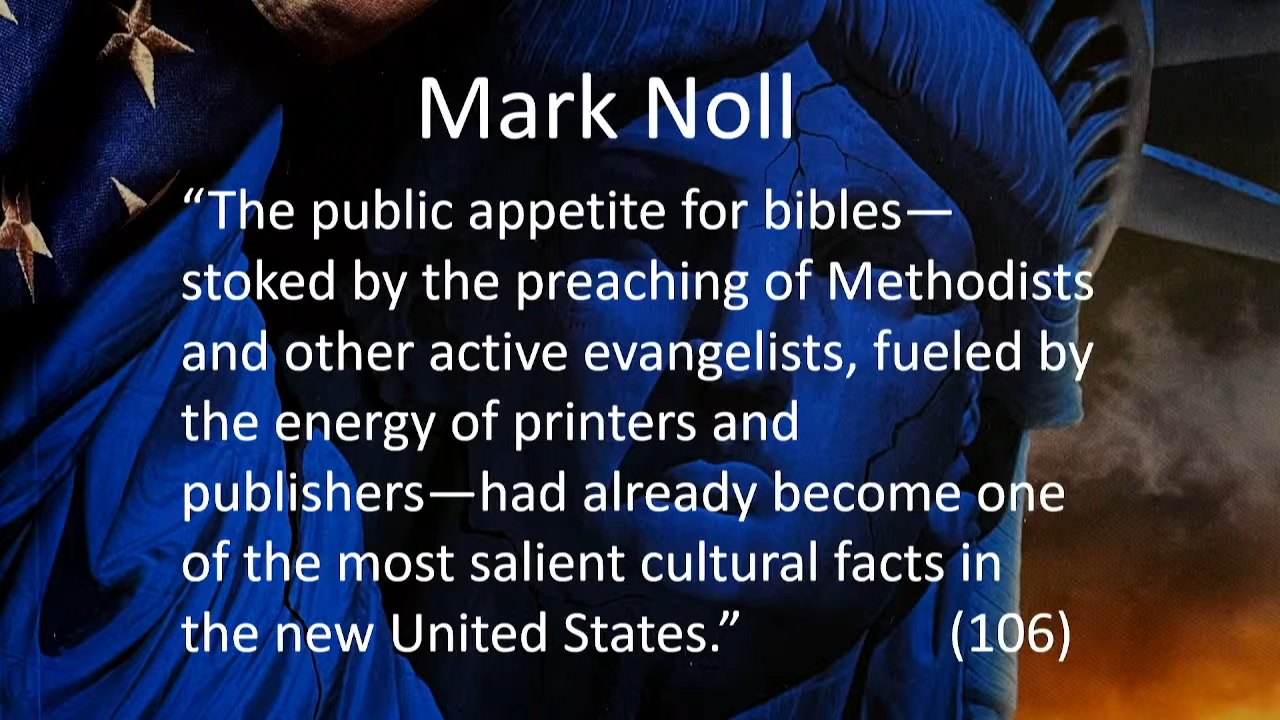 Mark Noll
“The public appetite for bibles—
stoked by the preaching of Methodists
and other active evangelists, fueled by
the energy of printers and
publishers—had already become one
of the most salient cultural facts in
the new United States.” (106)